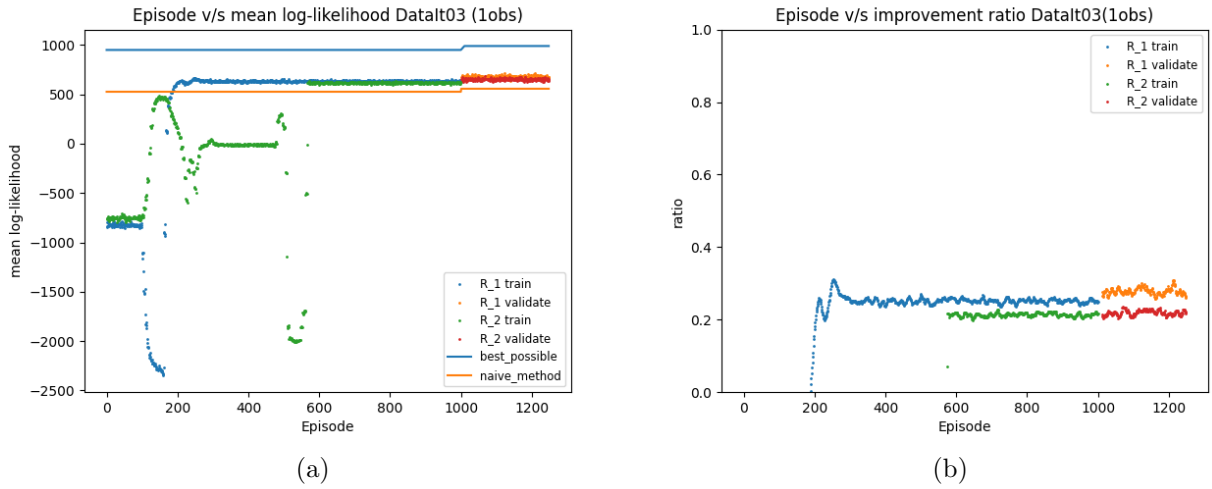 Episode v/s mean log-likelihood DataIt03 (1obs)
mean log-likelihood
1000
500
0
−500
−1000
−1500
−2000
−2500
R_1 train
R_1 validate
R_2 train
R_2 validate
best_possible
naive_method
0 200 400 600 800 1000 1200
Episode
(a)
Episode v/s improvement ratio DataIt03(1obs)
ratio
1.0
0.8
0.6
0.4
0.2
0.0
R_1 train
R_1 validate
R_2 train
R_2 validate
0 200 400 600 800 1000 1200
Episode
(b)